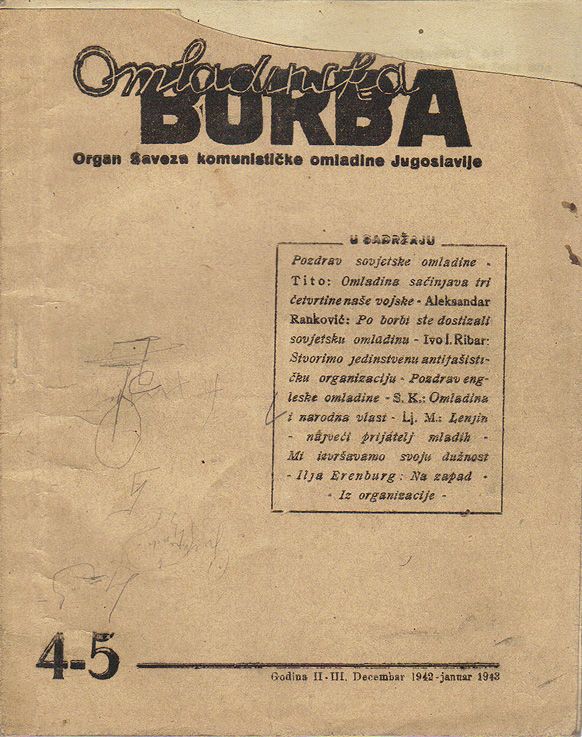 Omladinska
BORBA
Organ Saveza komunističke omladine Jugoslavije
U SADRŽAJU
Pozdrav sovjetske omladine -
Tito: Omladina sačinjava tri
četvrtine naše vojske - Aleksandar
Ranković: Po borbi ste dostizali
sovjetsku omladinu - Ivo l. Ribar:
Stvorimo jedinstvenu antifašisti-
čku organizaciju - Pozdrav eng-
leske omladine - S. K.: Omladina
i narodna vlast - Lj. M.: Lenjin
- najveći prijatelj mladih -
Mi izvršavamo svoju dužnost
- Ilja Erenburg: Na zapad -
- Iz organizacije -
4-5
Godina II-III. Decembar 1942-januar 1943